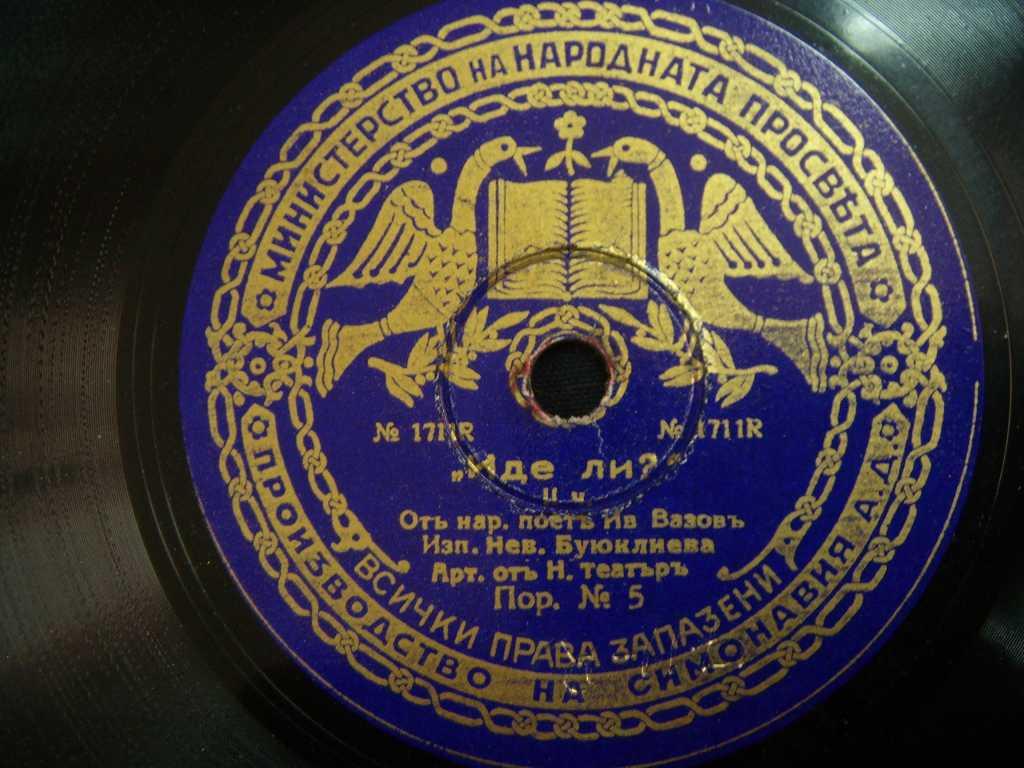 МИНИСТЕРСТВО НА НАРОДНАТА ПРОСВѢТА
№ 1711R № 1711R
„Иде ли?“
II ч.
Отъ нар. поетъ Ив Вазовъ
Изп. Нев. Буюклиева
Арт. отъ Н. театъръ
Пор. № 5
ВСИЧКИ ПРАВА ЗАПАЗЕНИ
ПРОИЗВОДСТВО НА СИМОНАВИЯ А.Д.